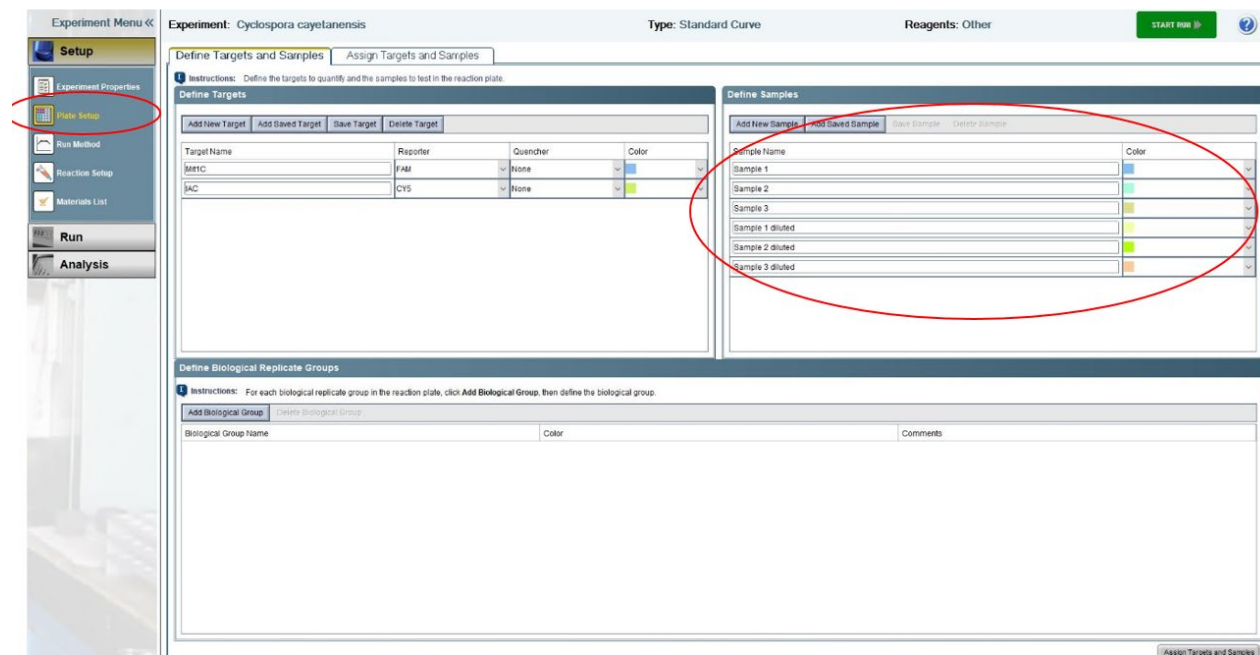 Experiment Menu «
Experiment: Cyclospora cayetanensis Type: Standard Curve Reagents: Other START RUN
Setup
Experiment Properties
Plate Setup
Run Method
Reaction Setup
Materials List
Run
Analysis
Define Targets and Samples Assign Targets and Samples
Instructions: Define the targets to quantify and the samples to test in the reaction plate.
Define Targets
Add New Target Add Saved Target Save Target Delete Target
Target Name Reporter Quencher Color
Mit1C FAM None
IAC CY5 None
Define Samples
Add New Sample Add Saved Sample Save Sample Delete Sample
Sample Name Color
Sample 1
Sample 2
Sample 3
Sample 1 diluted
Sample 2 diluted
Sample 3 diluted
Define Biological Replicate Groups
Instructions: For each biological replicate group in the reaction plate, click Add Biological Group, then define the biological group.
Add Biological Group Delete Biological Group
Biological Group Name Color Comments
Assign Targets and Samples